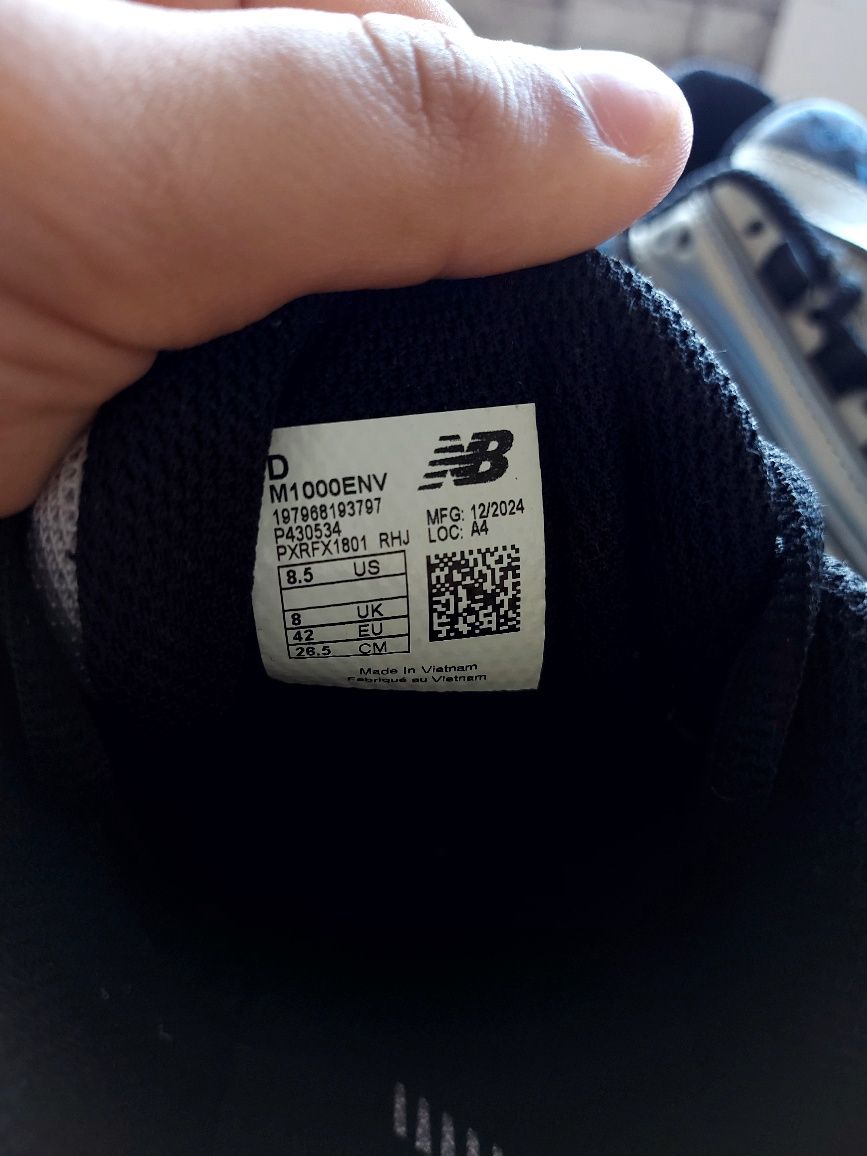 D
M1000ENV
197968193797
P430534
PXRFX1801 RHJ
NB
MFG: 12/2024
LOC: A4
8.5 US
8 UK
42 EU
26.5 CM
Made In Vietnam
Fabriqué au Vietnam